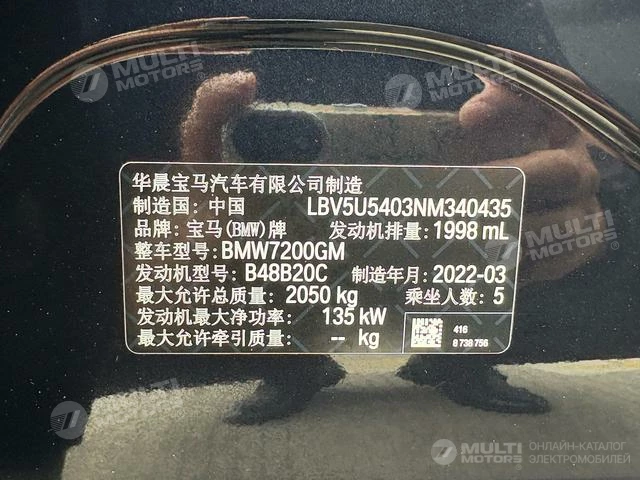 MULTI MOTORS
MULTI MOTORS
华晨宝马汽车有限公司制造
制造国: 中国 LBV5U5403NM340435
品牌: 宝马(BMW)牌 发动机排量: 1998 mL
整车型号: BMW7200GM
发动机型号: B48B20C 制造年月: 2022-03
最大允许总质量: 2050 kg 乘坐人数: 5
发动机最大净功率: 135 kW
最大允许牵引质量: -- kg
416
8 738 756
MULTI MOTORS
MULTI MOTORS
ОНЛАЙН-КАТАЛОГ
ЭЛЕКТРОМОБИЛЕЙ